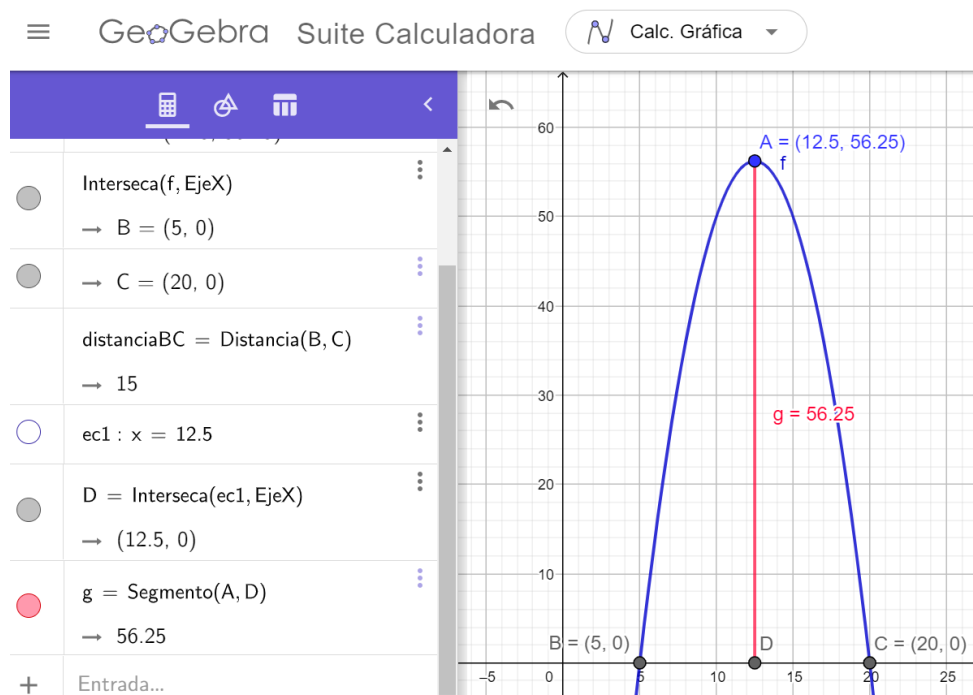 GeoGebra Suite Calculadora Calc. Gráfica
Interseca(f, EjeX)
→ B = (5, 0)
→ C = (20, 0)
distanciaBC = Distancia(B, C)
→ 15
ec1 : x = 12.5
D = Interseca(ec1, EjeX)
→ (12.5, 0)
g = Segmento(A, D)
→ 56.25
+ Entrada...
60
50
40
30
20
10
A = (12.5, 56.25)
f
g = 56.25
B = (5, 0)
D
C = (20, 0)
−5 0 5 10 15 20 25